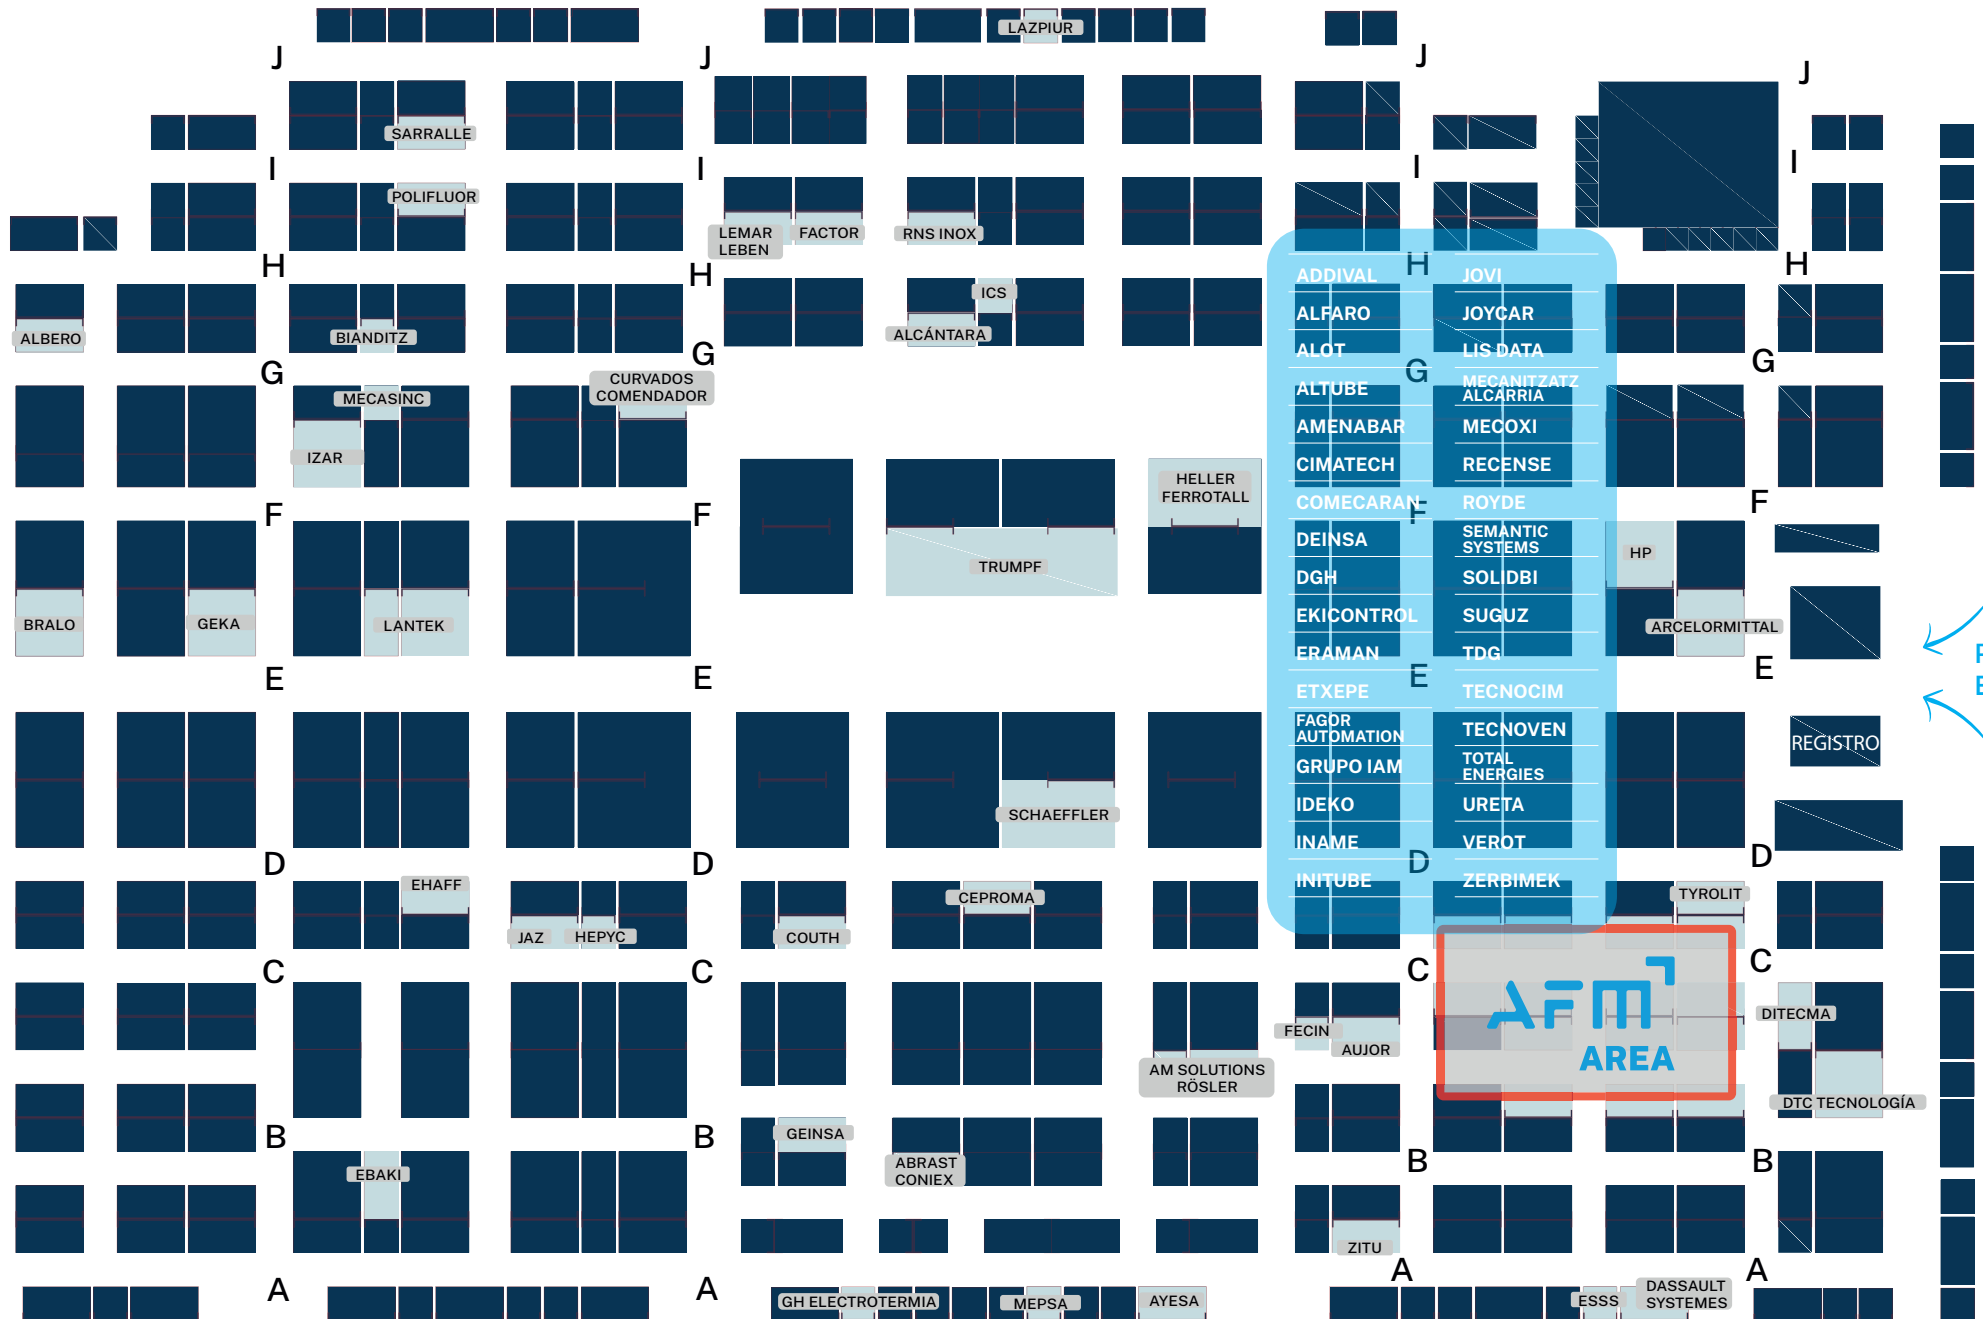 LAZPIUR
J
J
J
J
SARRALLE
I
I
I
I
POLIFLUOR
LEMAR
LEBEN
FACTOR
RNS INOX
H
H
H
H
ADDIVAL
JOVI
ICS
ALBERO
BIANDITZ
ALCÁNTARA
ALFARO
JOYCAR
G
G
G
G
ALOT
LIS DATA
CURVADOS
COMENDADOR
MECASINC
ALTUBE
MECANITZATZ
ALCARRIA
AMENABAR
MECOXI
IZAR
CIMATECH
RECENSE
HELLER
FERROTALL
COMECARAN
ROYDE
F
F
F
F
DEINSA
SEMANTIC
SYSTEMS
HP
TRUMPF
DGH
SOLIDBI
BRALO
GEKA
LANTEK
EKICONTROL
SUGUZ
ARCELORMITTAL
ERAMAN
TDG
E
E
E
E
ETXEPE
TECNOCIM
FAGOR
AUTOMATION
TECNOVEN
REGISTRO
GRUPO IAM
TOTAL
ENERGIES
SCHAEFFLER
IDEKO
URETA
INAME
VEROT
D
D
D
D
INITUBE
ZERBIMEK
EHAFF
CEPROMA
TYROLIT
JAZ
HEPYC
COUTH
C
C
C
C
AFM
AREA
DITECMA
FECIN
AUJOR
AM SOLUTIONS
RÖSLER
DTC TECNOLOGÍA
B
B
B
B
GEINSA
EBAKI
ABRAST
CONIEX
ZITU
A
A
A
A
GH ELECTROTERMIA
MEPSA
AYESA
ESSS
DASSAULT
SYSTEMES